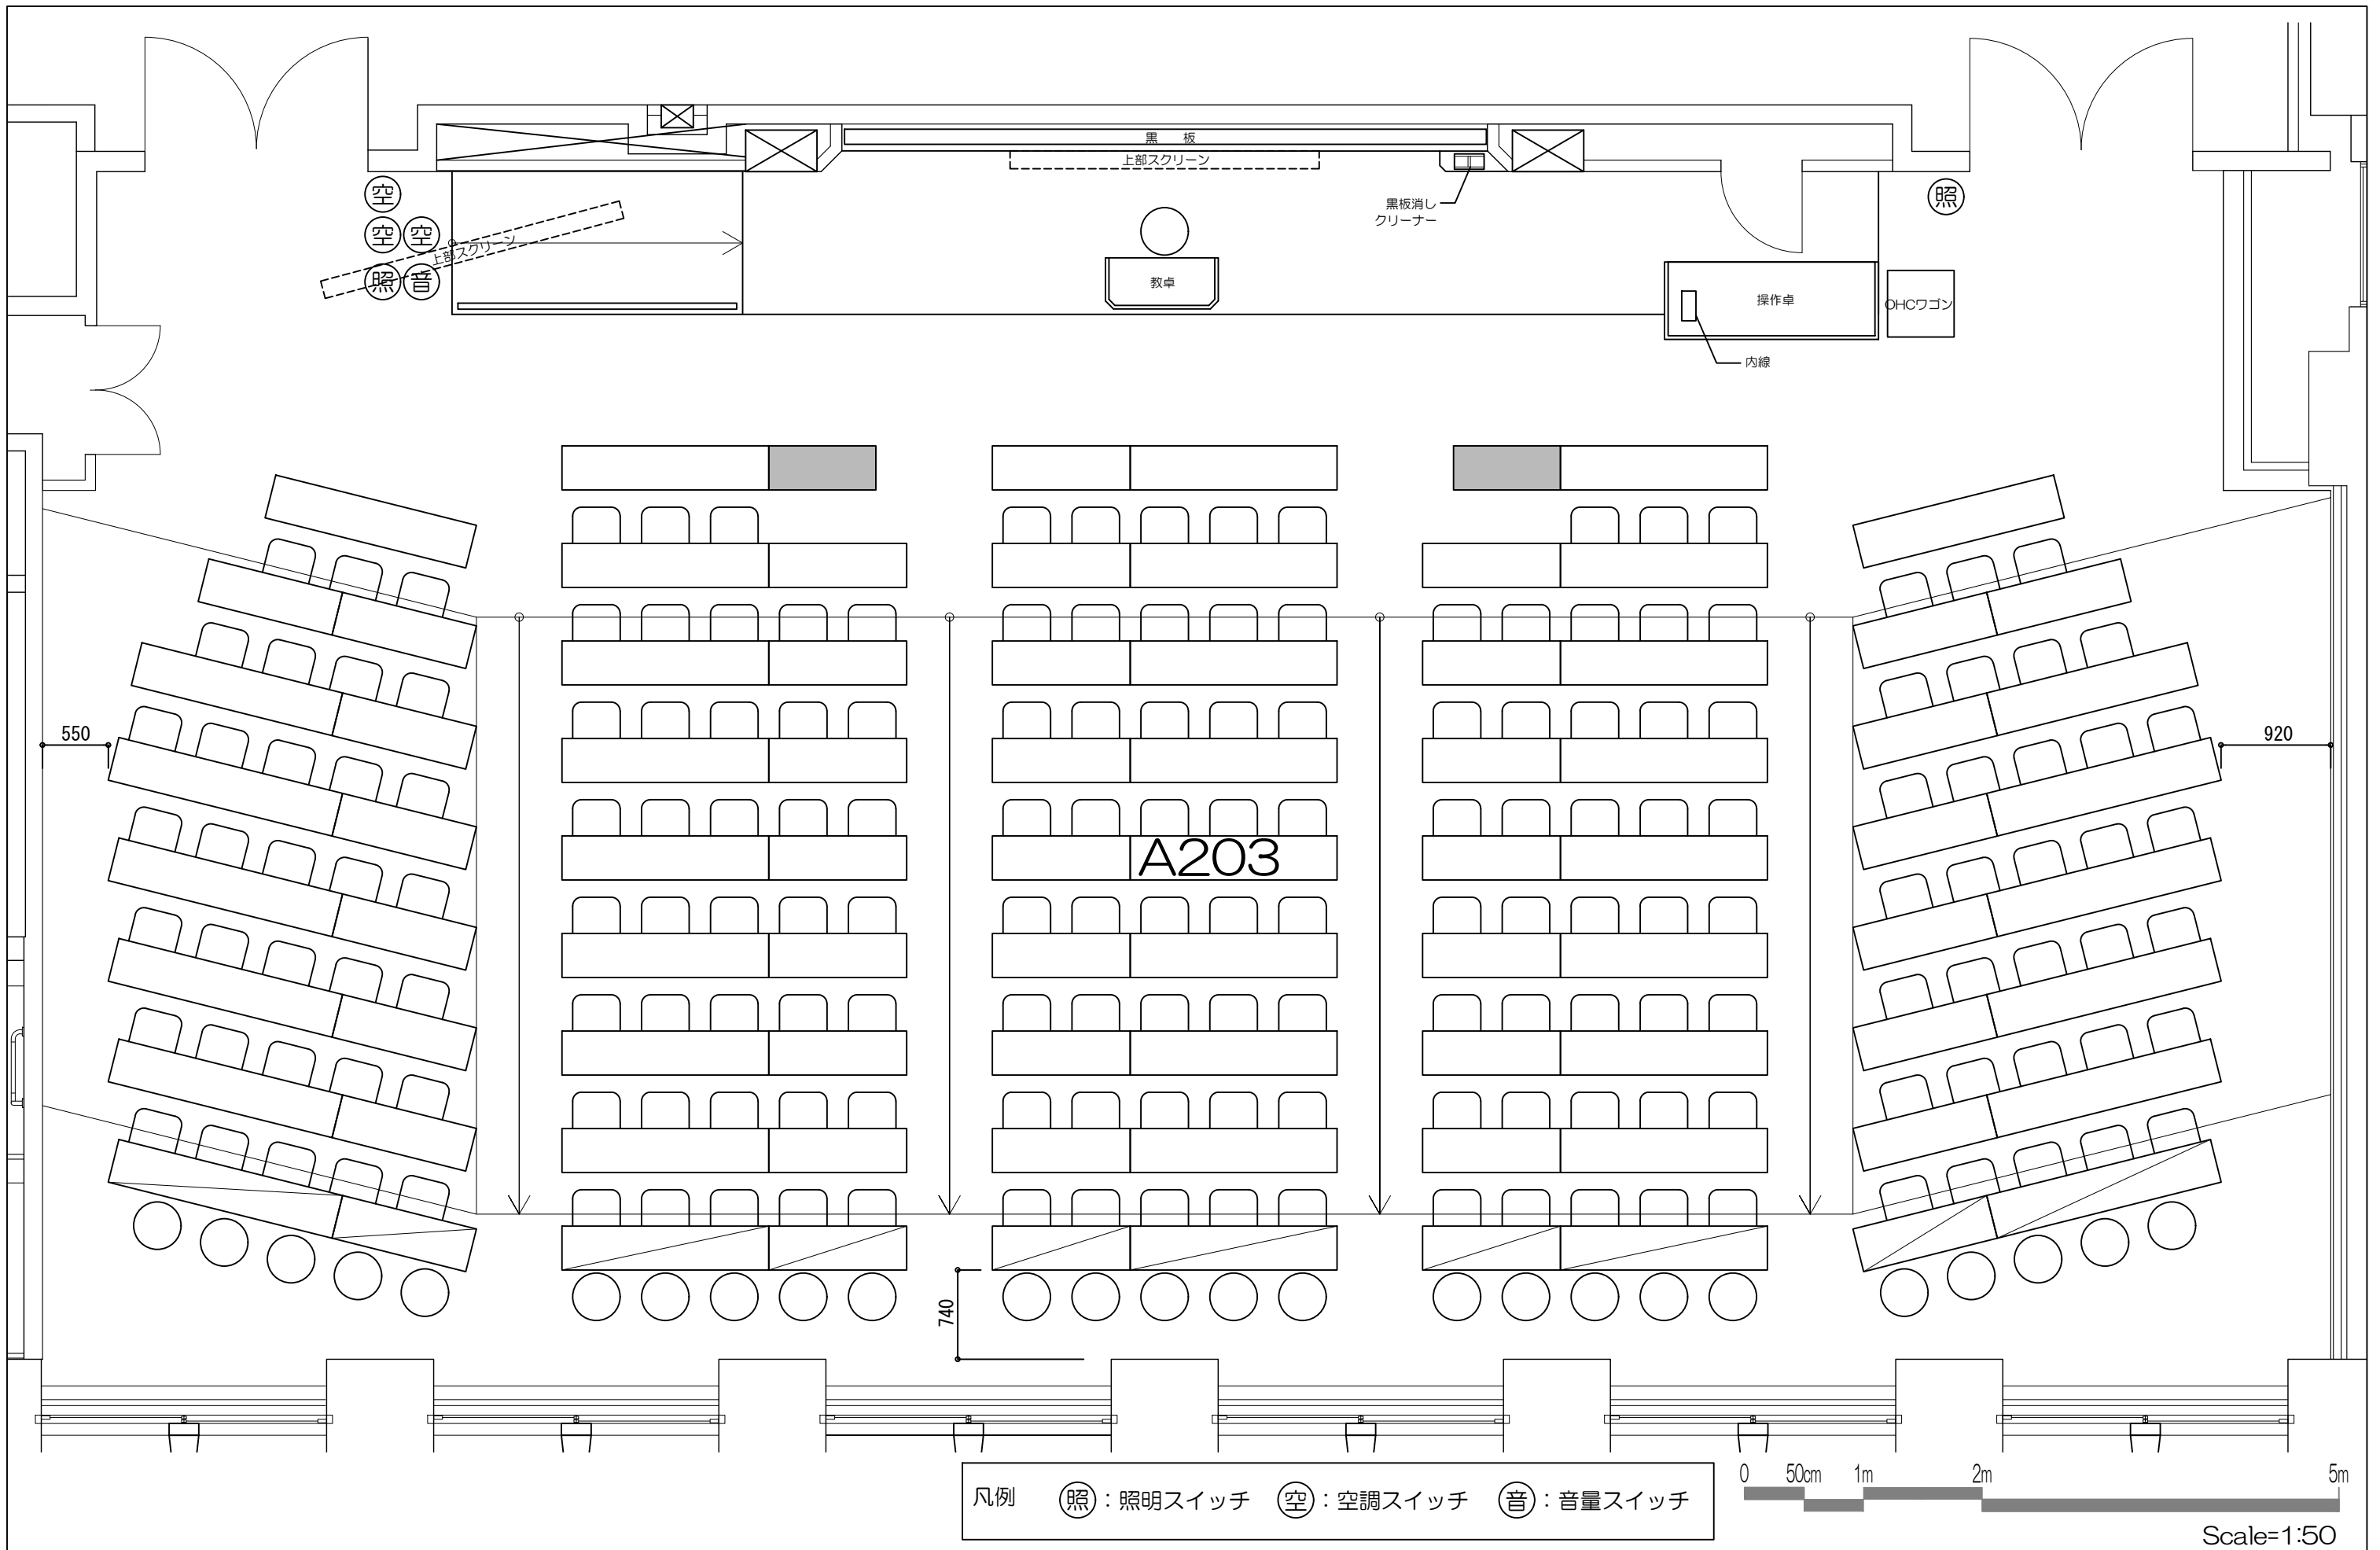 黒　板
上部スクリーン
黒板消し
クリーナー
空
空 空
照 音
上部スクリーン
照
教卓
操作卓
OHCワゴン
内線
550
920
A203
740
凡例 照：照明スイッチ 空：空調スイッチ 音：音量スイッチ
0 50cm 1m 2m 5m
Scale=1:50